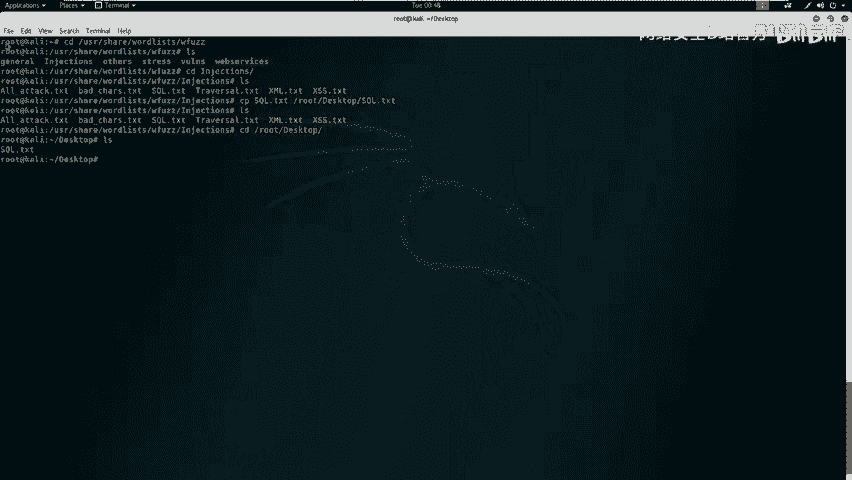 Applications Places Terminal Tue 00:48
root@kali: ~/Desktop
File Edit View Search Terminal Help
root@kali:~# cd /usr/share/wordlists/wfuzz
root@kali:/usr/share/wordlists/wfuzz# ls
general Injections others stress vulns webservices
root@kali:/usr/share/wordlists/wfuzz# cd Injections/
root@kali:/usr/share/wordlists/wfuzz/Injections# ls
All_attack.txt bad_chars.txt SQL.txt Traversal.txt XML.txt XSS.txt
root@kali:/usr/share/wordlists/wfuzz/Injections# cp SQL.txt /root/Desktop/SQL.txt
root@kali:/usr/share/wordlists/wfuzz/Injections# ls
All_attack.txt bad_chars.txt SQL.txt Traversal.txt XML.txt XSS.txt
root@kali:/usr/share/wordlists/wfuzz/Injections# cd /root/Desktop/
root@kali:~/Desktop# ls
SQL.txt
root@kali:~/Desktop#